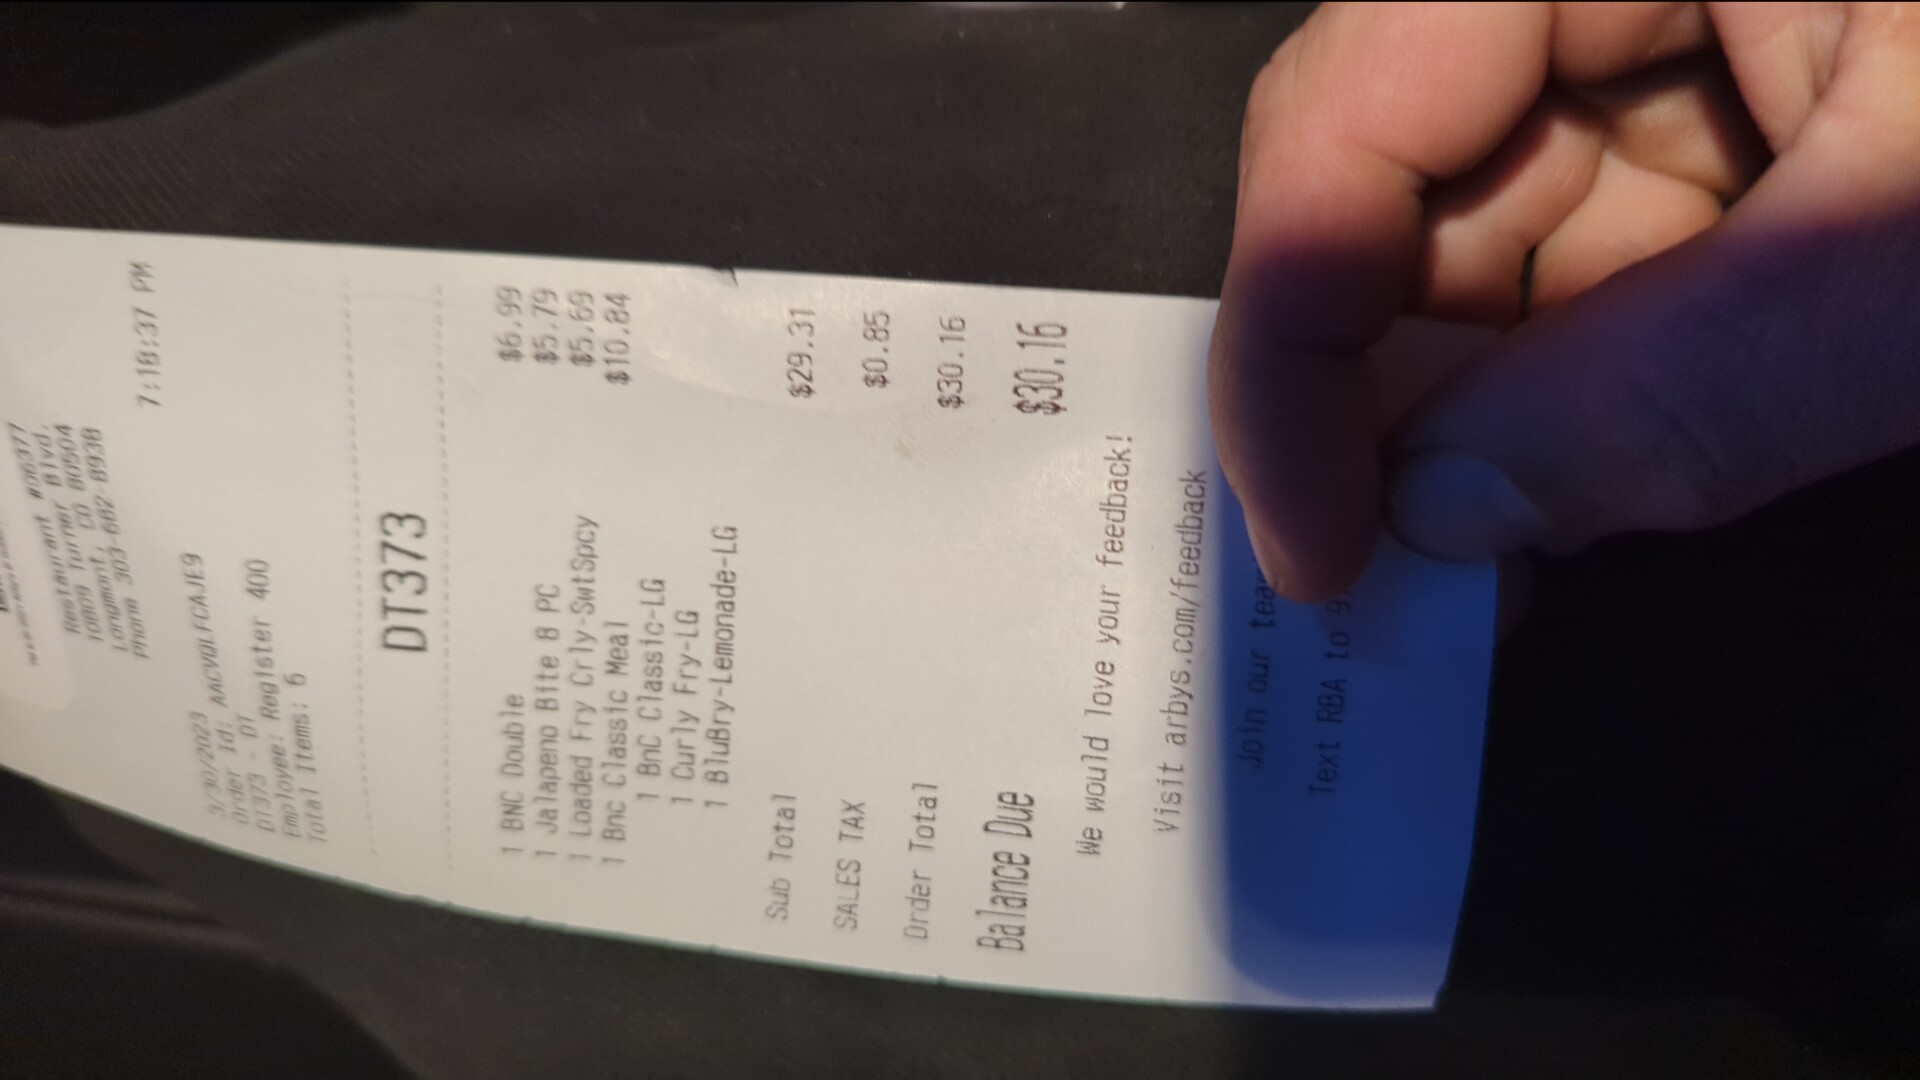 Restaurant #06377
10809 Turner Blvd.
Longmont, CO 80504
Phone 303-682-8938
7:18:37 PM
3/30/2023
Order Id: AACVQLFCAJE9
DT373 - DT
Employee: Register 400
Total Items: 6
DT373
1 BNC Double $6.99
1 Jalapeno Bite 8 PC $5.79
1 Loaded Fry Crly-SwtSpcy $5.69
1 Bnc Classic Meal $10.84
1 BnC Classic-LG
1 Curly Fry-LG
1 BluBry-Lemonade-LG
Sub Total $29.31
SALES TAX $0.85
Order Total $30.16
Balance Due $30.16
We would love your feedback!
Visit arbys.com/feedback
Join our
Text RBA to